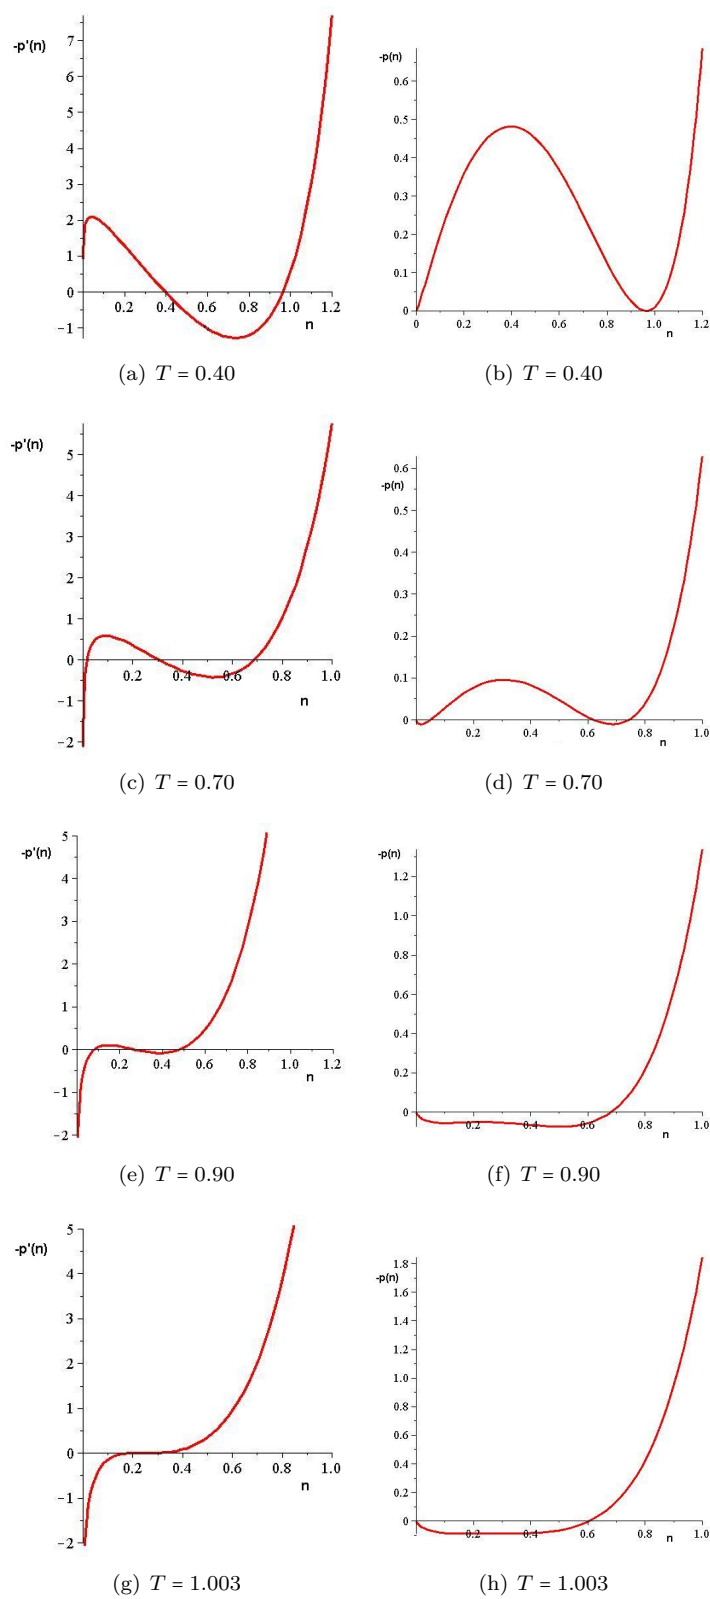 -p'(n)
7
6
5
4
3
2
1
0
-1
0.2 0.4 0.6 0.8 1.0 1.2
n
-p(n)
0.6
0.5
0.4
0.3
0.2
0.1
0
0 0.2 0.4 0.6 0.8 1.0 1.2
n
(a) T = 0.40
(b) T = 0.40
-p'(n)
5
4
3
2
1
0
-1
-2
0.2 0.4 0.6 0.8 1.0
n
0.6
-p(n)
0.5
0.4
0.3
0.2
0.1
0
0.2 0.4 0.6 0.8 1.0
n
(c) T = 0.70
(d) T = 0.70
5
-p'(n)
4
3
2
1
0
-1
-2
0.2 0.4 0.6 0.8 1.0 1.2
n
-p(n)
1.2
1.0
0.8
0.6
0.4
0.2
0
0.2 0.4 0.6 0.8 1.0
n
(e) T = 0.90
(f) T = 0.90
5
-p'(n)
4
3
2
1
0
-1
-2
0.2 0.4 0.6 0.8 1.0
n
1.8
-p(n)
1.6
1.4
1.2
1.0
0.8
0.6
0.4
0.2
0
0.2 0.4 0.6 0.8 1.0
n
(g) T = 1.003
(h) T = 1.003